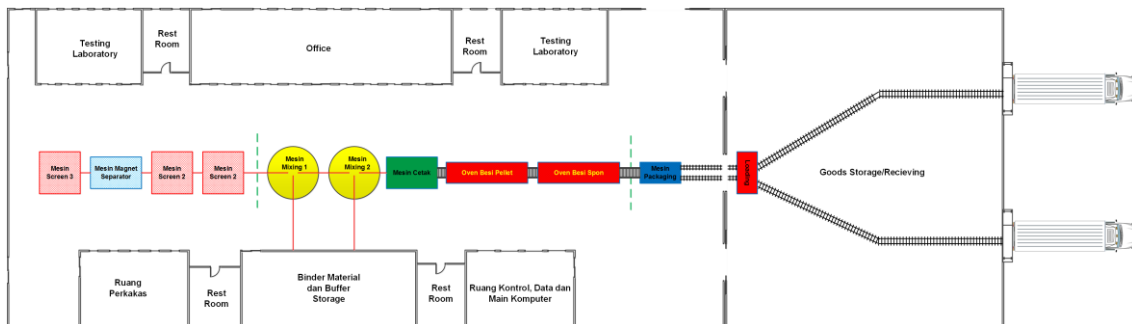 Testing
Laboratory
Rest
Room
Office
Rest
Room
Testing
Laboratory
Mesin
Screen 3
Mesin Magnet
Separator
Mesin
Screen 2
Mesin
Screen 2
Mesin
Mixing 1
Mesin
Mixing 2
Mesin Cetak
Oven Besi Pellet
Oven Besi Spon
Mesin
Packaging
Loading
Goods Storage/Recieving
Ruang
Perkakas
Rest
Room
Binder Material
dan Buffer
Storage
Rest
Room
Ruang Kontrol, Data dan
Main Komputer